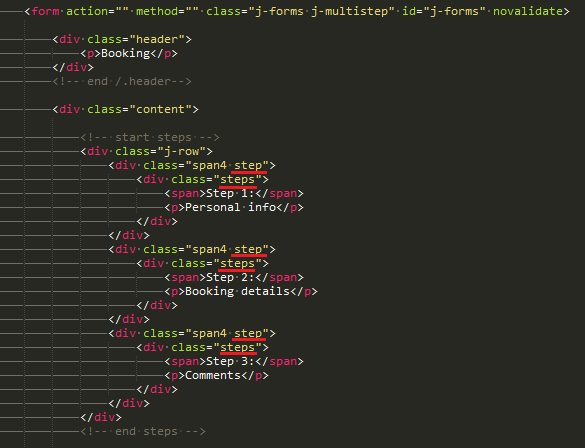 <form action="" method="" class="j-forms j-multistep" id="j-forms" novalidate>
<div class="header">
<p>Booking</p>
</div>
<!-- end /.header-->
<div class="content">
<!-- start steps -->
<div class="j-row">
<div class="span4 step">
<div class="steps">
<span>Step 1:</span>
<p>Personal info</p>
</div>
</div>
<div class="span4 step">
<div class="steps">
<span>Step 2:</span>
<p>Booking details</p>
</div>
</div>
<div class="span4 step">
<div class="steps">
<span>Step 3:</span>
<p>Comments</p>
</div>
</div>
</div>
<!-- end steps -->